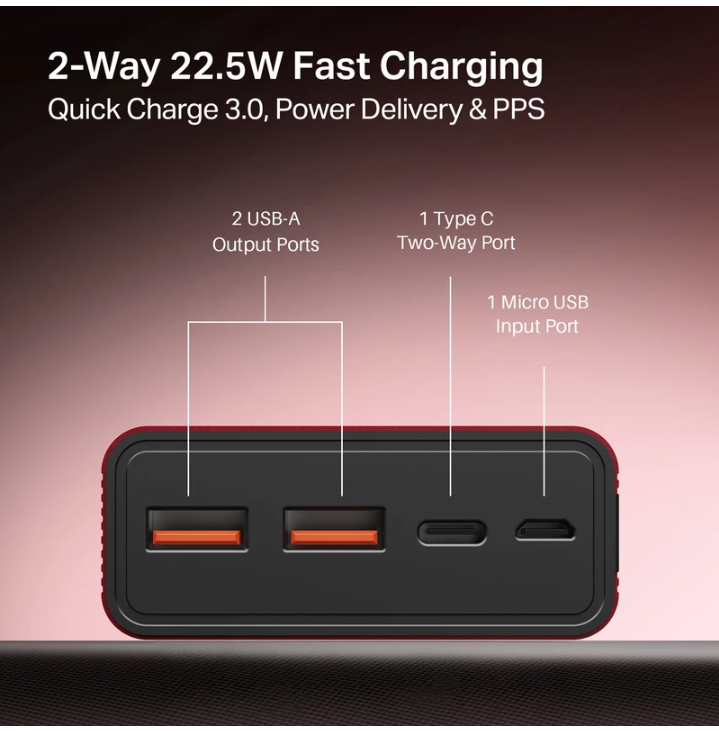 2-Way 22.5W Fast Charging
Quick Charge 3.0, Power Delivery & PPS
2 USB-A
Output Ports
1 Type C
Two-Way Port
1 Micro USB
Input Port